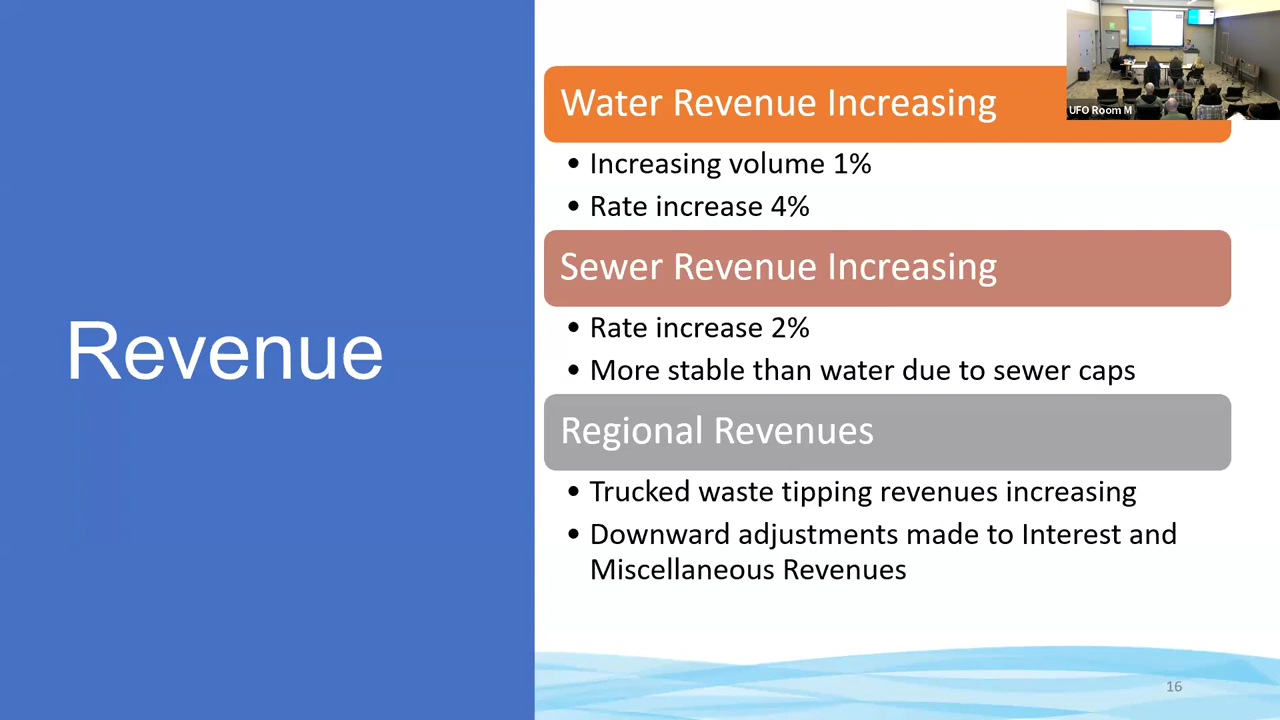 Revenue
Water Revenue Increasing
• Increasing volume 1%
• Rate increase 4%
Sewer Revenue Increasing
• Rate increase 2%
• More stable than water due to sewer caps
Regional Revenues
• Trucked waste tipping revenues increasing
• Downward adjustments made to Interest and
Miscellaneous Revenues
16
UFO Room M